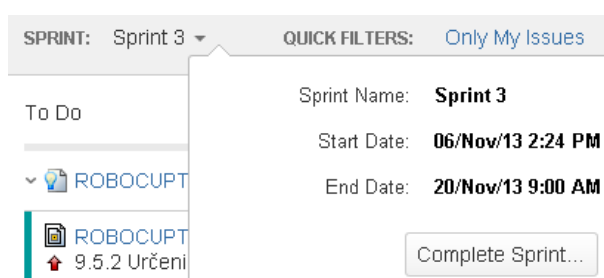 SPRINT: Sprint 3 QUICK FILTERS: Only My Issues
Sprint Name: Sprint 3
To Do
Start Date: 06/Nov/13 2:24 PM
ROBOCUPT
End Date: 20/Nov/13 9:00 AM
ROBOCUPT
9.5.2 Určeni
Complete Sprint...